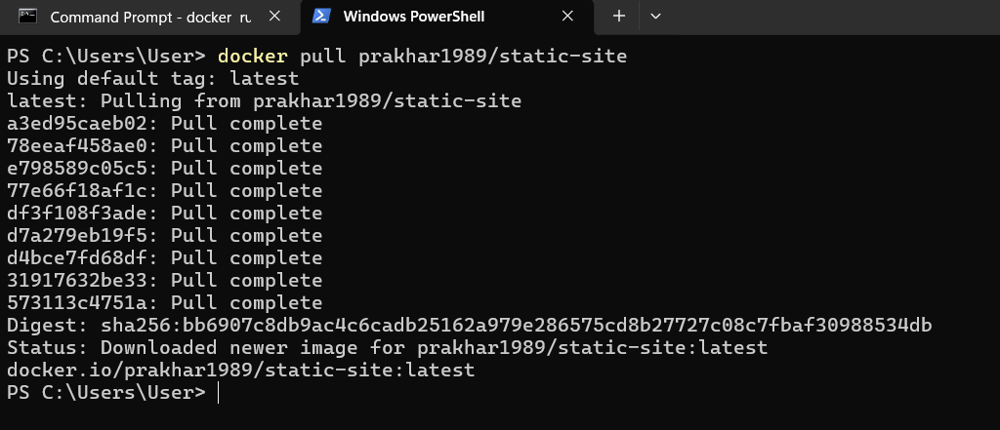 Command Prompt - docker ru
Windows PowerShell
PS C:\Users\User> docker pull prakhar1989/static-site
Using default tag: latest
latest: Pulling from prakhar1989/static-site
a3ed95caeb02: Pull complete
78eeaf458ae0: Pull complete
e798589c05c5: Pull complete
77e66f18af1c: Pull complete
df3f108f3ade: Pull complete
d7a279eb19f5: Pull complete
d4bce7fd68df: Pull complete
31917632be33: Pull complete
573113c4751a: Pull complete
Digest: sha256:bb6907c8db9ac4c6cadb25162a979e286575cd8b27727c08c7fbaf30988534db
Status: Downloaded newer image for prakhar1989/static-site:latest
docker.io/prakhar1989/static-site:latest
PS C:\Users\User>